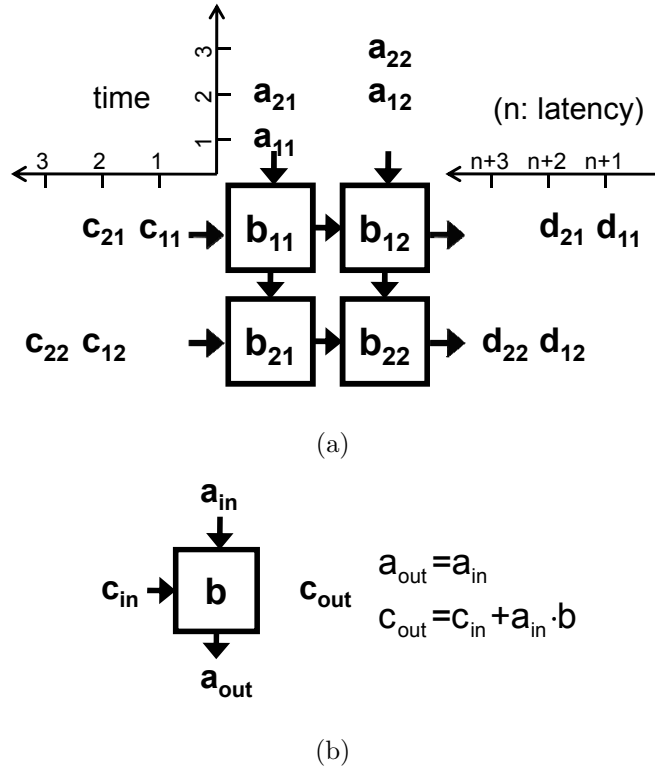 3
2
1
time
a₂₂
a₂₁ a₁₂
a₁₁
(n: latency)
3 2 1
n+3 n+2 n+1
c₂₁ c₁₁ b₁₁ b₁₂ d₂₁ d₁₁
c₂₂ c₁₂ b₂₁ b₂₂ d₂₂ d₁₂
(a)
aᵢₙ
cᵢₙ b cₒᵤₜ
aₒᵤₜ=aᵢₙ
cₒᵤₜ=cᵢₙ+aᵢₙ·b
aₒᵤₜ
(b)